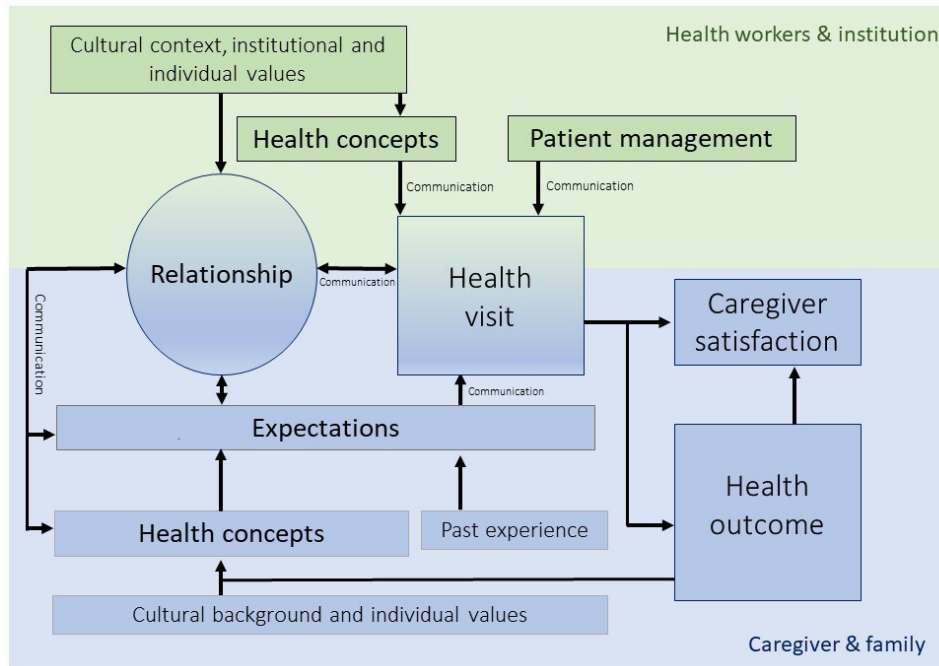 Health workers & institution
Cultural context, institutional and
individual values
Health concepts
Patient management
Communication
Communication
Relationship
Communication
Health
visit
Communication
Caregiver
satisfaction
Communication
Expectations
Health
outcome
Health concepts
Past experience
Cultural background and individual values
Caregiver & family